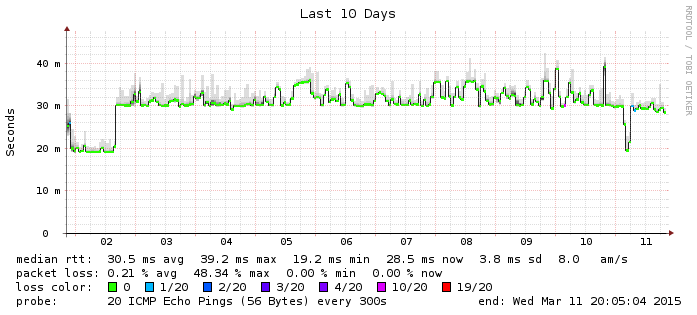 Last 10 Days
RRDTOOL / TOBI OETIKER
Seconds
40 m
30 m
20 m
10 m
0
02 03 04 05 06 07 08 09 10 11
median rtt: 30.5 ms avg 39.2 ms max 19.2 ms min 28.5 ms now 3.8 ms sd 8.0 am/s
packet loss: 0.21 % avg 48.34 % max 0.00 % min 0.00 % now
loss color: 0 1/20 2/20 3/20 4/20 10/20 19/20
probe: 20 ICMP Echo Pings (56 Bytes) every 300s end: Wed Mar 11 20:05:04 2015